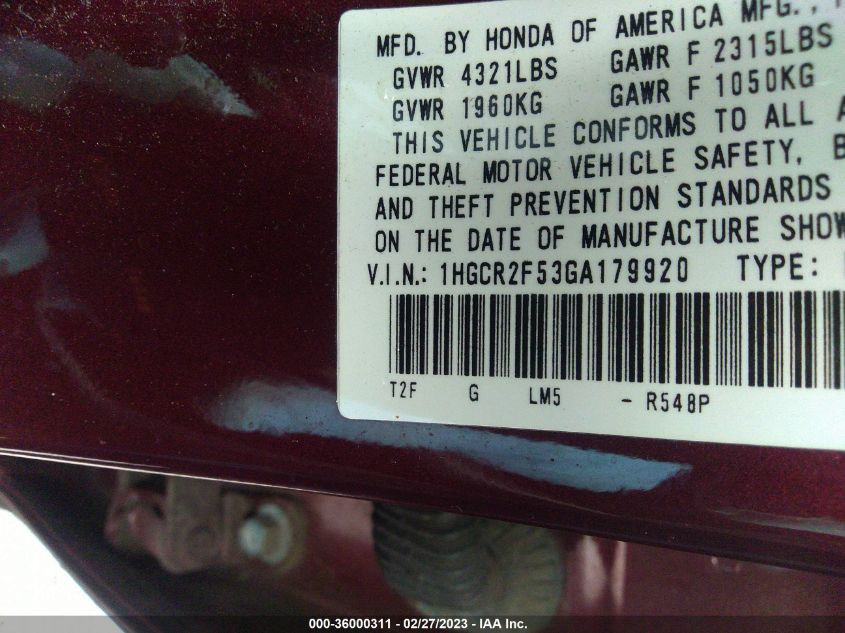 MFD. BY HONDA OF AMERICA MFG.,
GVWR 4321LBS GAWR F 2315LBS
GVWR 1960KG GAWR F 1050KG
THIS VEHICLE CONFORMS TO ALL A
FEDERAL MOTOR VEHICLE SAFETY, B
AND THEFT PREVENTION STANDARDS
ON THE DATE OF MANUFACTURE SHOW
V.I.N.: 1HGCR2F53GA179920 TYPE:
T2F G LM5 - R548P
000-36000311 - 02/27/2023 - IAA Inc.